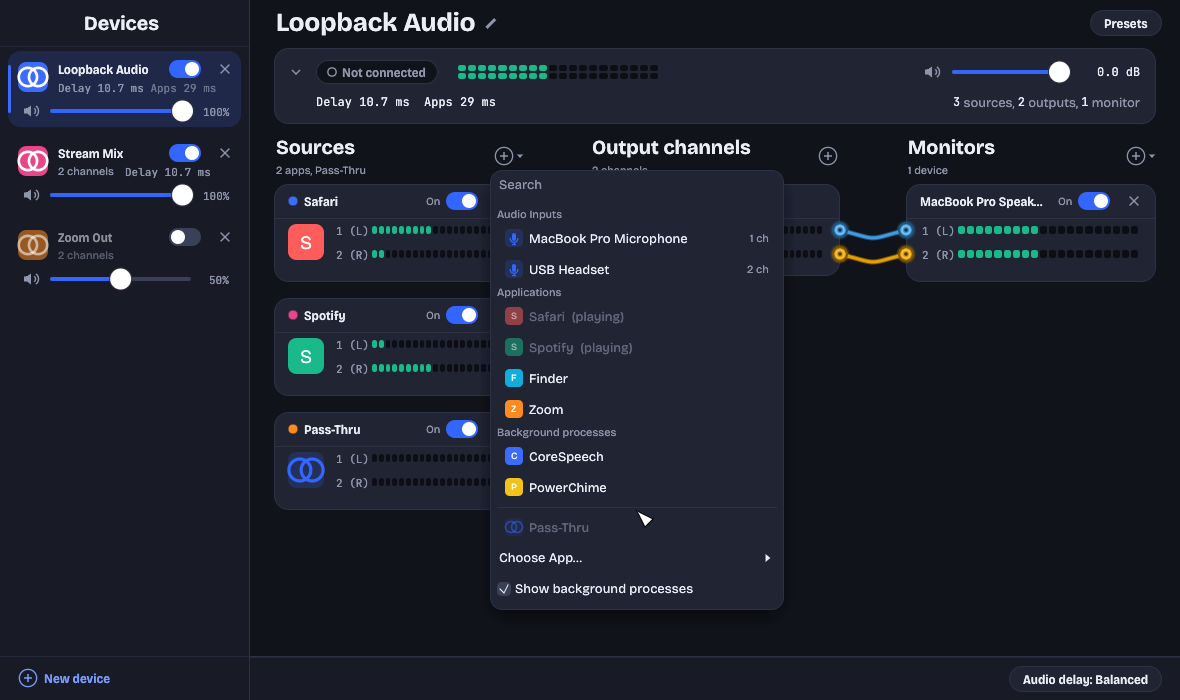 Devices
Loopback Audio
Delay 10.7 ms Apps 29 ms
100%
Stream Mix
2 channels Delay 10.7 ms
100%
Zoom Out
2 channels
50%
New device
Loopback Audio
Presets
Not connected
0.0 dB
Delay 10.7 ms Apps 29 ms
3 sources, 2 outputs, 1 monitor
Sources
2 apps, Pass-Thru
Safari On
S
1 (L)
2 (R)
Spotify On
S
1 (L)
2 (R)
Pass-Thru On
1 (L)
2 (R)
Output channels
2 channels
Search
Audio Inputs
MacBook Pro Microphone 1 ch
USB Headset 2 ch
Applications
S Safari (playing)
S Spotify (playing)
F Finder
Z Zoom
Background processes
C CoreSpeech
P PowerChime
Pass-Thru
Choose App...
Show background processes
Monitors
1 device
MacBook Pro Speak... On
1 (L)
2 (R)
Audio delay: Balanced